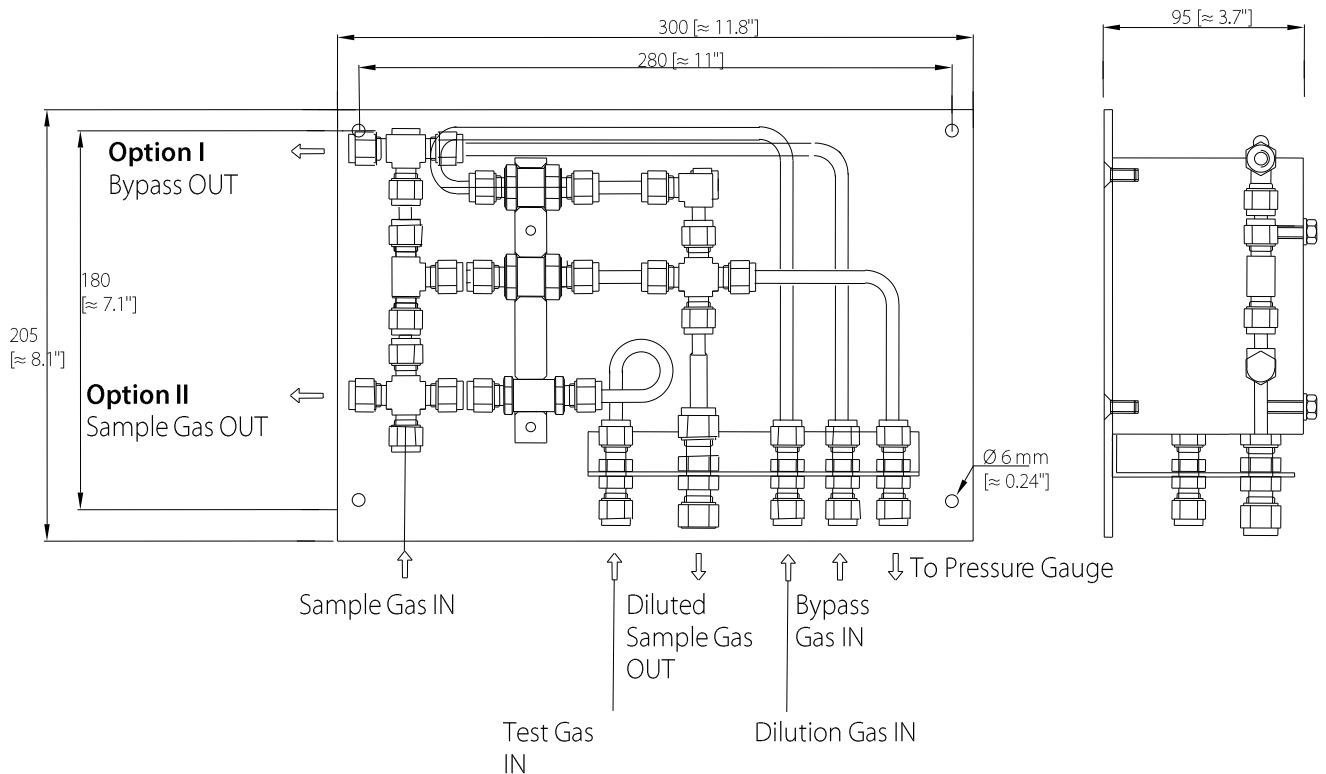 300 [≈ 11.8"]
95 [≈ 3.7"]
280 [≈ 11"]
Option I
Bypass OUT
180
[≈ 7.1"]
205
[≈ 8.1"]
Option II
Sample Gas OUT
Ø 6 mm
[≈ 0.24"]
To Pressure Gauge
Sample Gas IN
Diluted
Sample Gas
OUT
Bypass
Gas IN
Test Gas
IN
Dilution Gas IN